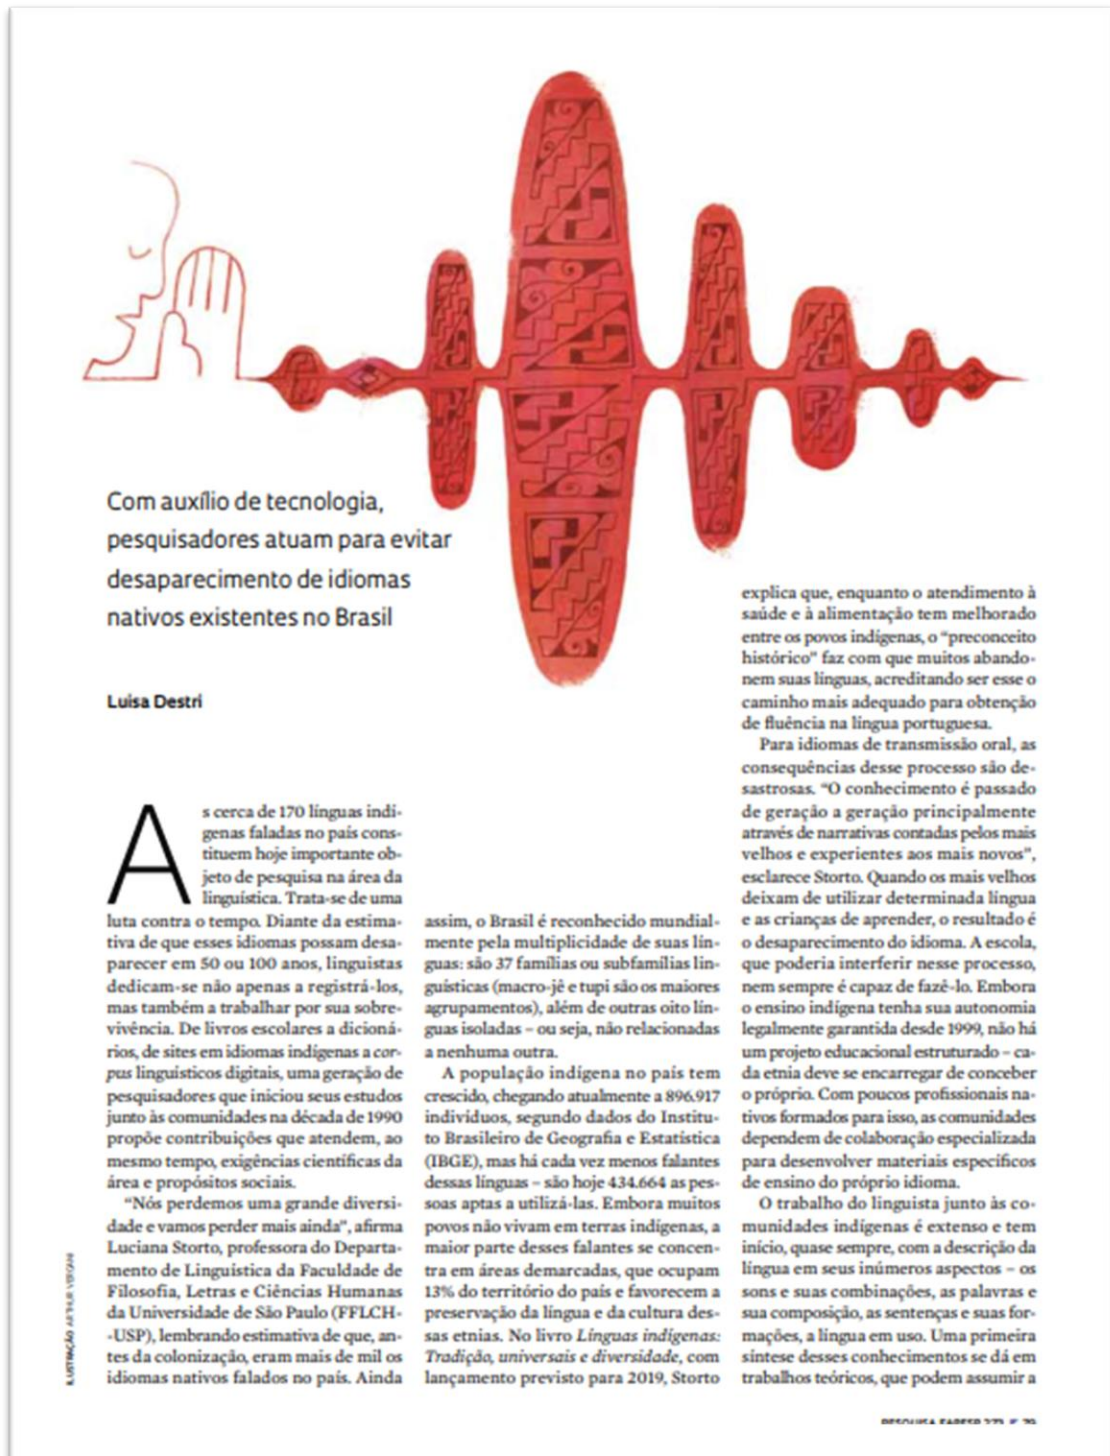 Com auxílio de tecnologia,
pesquisadores atuam para evitar
desaparecimento de idiomas
nativos existentes no Brasil
Luisa Destri
As cerca de 170 línguas indí-
genas faladas no país cons-
tituem hoje importante ob-
jeto de pesquisa na área da
linguística. Trata-se de uma
luta contra o tempo. Diante da estima-
tiva de que esses idiomas possam desa-
parecer em 50 ou 100 anos, linguistas
dedicam-se não apenas a registrá-los,
mas também a trabalhar por sua sobre-
vivência. De livros escolares a dicioná-
rios, de sites em idiomas indígenas a cor-
pus linguísticos digitais, uma geração de
pesquisadores que iniciou seus estudos
junto às comunidades na década de 1990
propõe contribuições que atendem, ao
mesmo tempo, exigências científicas da
área e propósitos sociais.
“Nós perdemos uma grande diversi-
dade e vamos perder mais ainda”, afirma
Luciana Storto, professora do Departa-
mento de Linguística da Faculdade de
Filosofia, Letras e Ciências Humanas
da Universidade de São Paulo (FFLCH-
-USP), lembrando estimativa de que, an-
tes da colonização, eram mais de mil os
idiomas nativos falados no país. Ainda
assim, o Brasil é reconhecido mundial-
mente pela multiplicidade de suas lín-
guas: são 37 famílias ou subfamílias lin-
guísticas (macro-jê e tupi são os maiores
agrupamentos), além de outras oito lín-
guas isoladas – ou seja, não relacionadas
a nenhuma outra.
A população indígena no país tem
crescido, chegando atualmente a 896.917
indivíduos, segundo dados do Institu-
to Brasileiro de Geografia e Estatística
(IBGE), mas há cada vez menos falantes
dessas línguas – são hoje 434.664 as pes-
soas aptas a utilizá-las. Embora muitos
povos não vivam em terras indígenas, a
maior parte desses falantes se concen-
tra em áreas demarcadas, que ocupam
13% do território do país e favorecem a
preservação da língua e da cultura des-
sas etnias. No livro Línguas indígenas:
Tradição, universais e diversidade, com
lançamento previsto para 2019, Storto
explica que, enquanto o atendimento à
saúde e à alimentação tem melhorado
entre os povos indígenas, o “preconceito
histórico” faz com que muitos abando-
nem suas línguas, acreditando ser esse o
caminho mais adequado para obtenção
de fluência na língua portuguesa.
Para idiomas de transmissão oral, as
consequências desse processo são de-
sastrosas. “O conhecimento é passado
de geração a geração principalmente
através de narrativas contadas pelos mais
velhos e experientes aos mais novos”,
esclarece Storto. Quando os mais velhos
deixam de utilizar determinada língua
e as crianças de aprender, o resultado é
o desaparecimento do idioma. A escola,
que poderia interferir nesse processo,
nem sempre é capaz de fazê-lo. Embora
o ensino indígena tenha sua autonomia
legalmente garantida desde 1999, não há
um projeto educacional estruturado – ca-
da etnia deve se encarregar de conceber
o próprio. Com poucos profissionais na-
tivos formados para isso, as comunidades
dependem de colaboração especializada
para desenvolver materiais específicos
de ensino do próprio idioma.
O trabalho do linguista junto às co-
munidades indígenas é extenso e tem
início, quase sempre, com a descrição da
língua em seus inúmeros aspectos – os
sons e suas combinações, as palavras e
sua composição, as sentenças e suas for-
mações, a língua em uso. Uma primeira
síntese desses conhecimentos se dá em
trabalhos teóricos, que podem assumir a
ILUSTRAÇÃO ARTHUR VERGANI
PESQUISA FAPESP 273 79